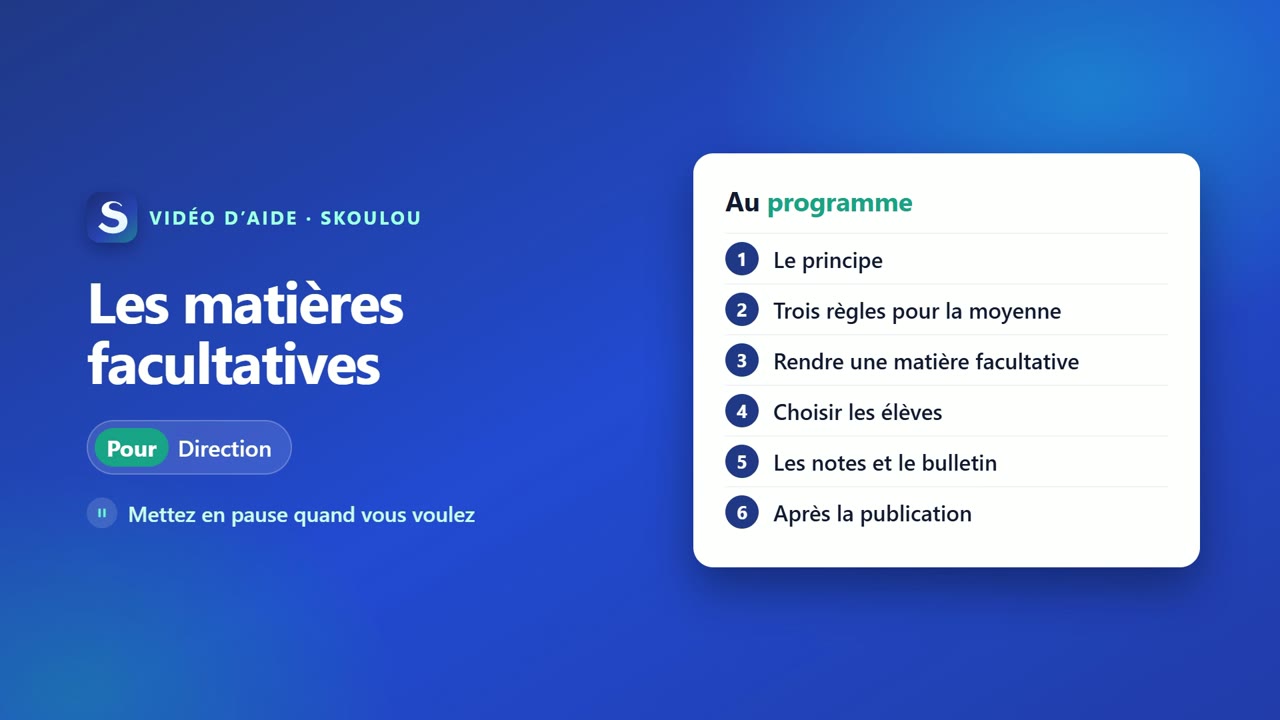 S
VIDÉO D’AIDE · SKOULOU
Les matières
facultatives
Pour Direction
Mettez en pause quand vous voulez
Au programme
1 Le principe
2 Trois règles pour la moyenne
3 Rendre une matière facultative
4 Choisir les élèves
5 Les notes et le bulletin
6 Après la publication